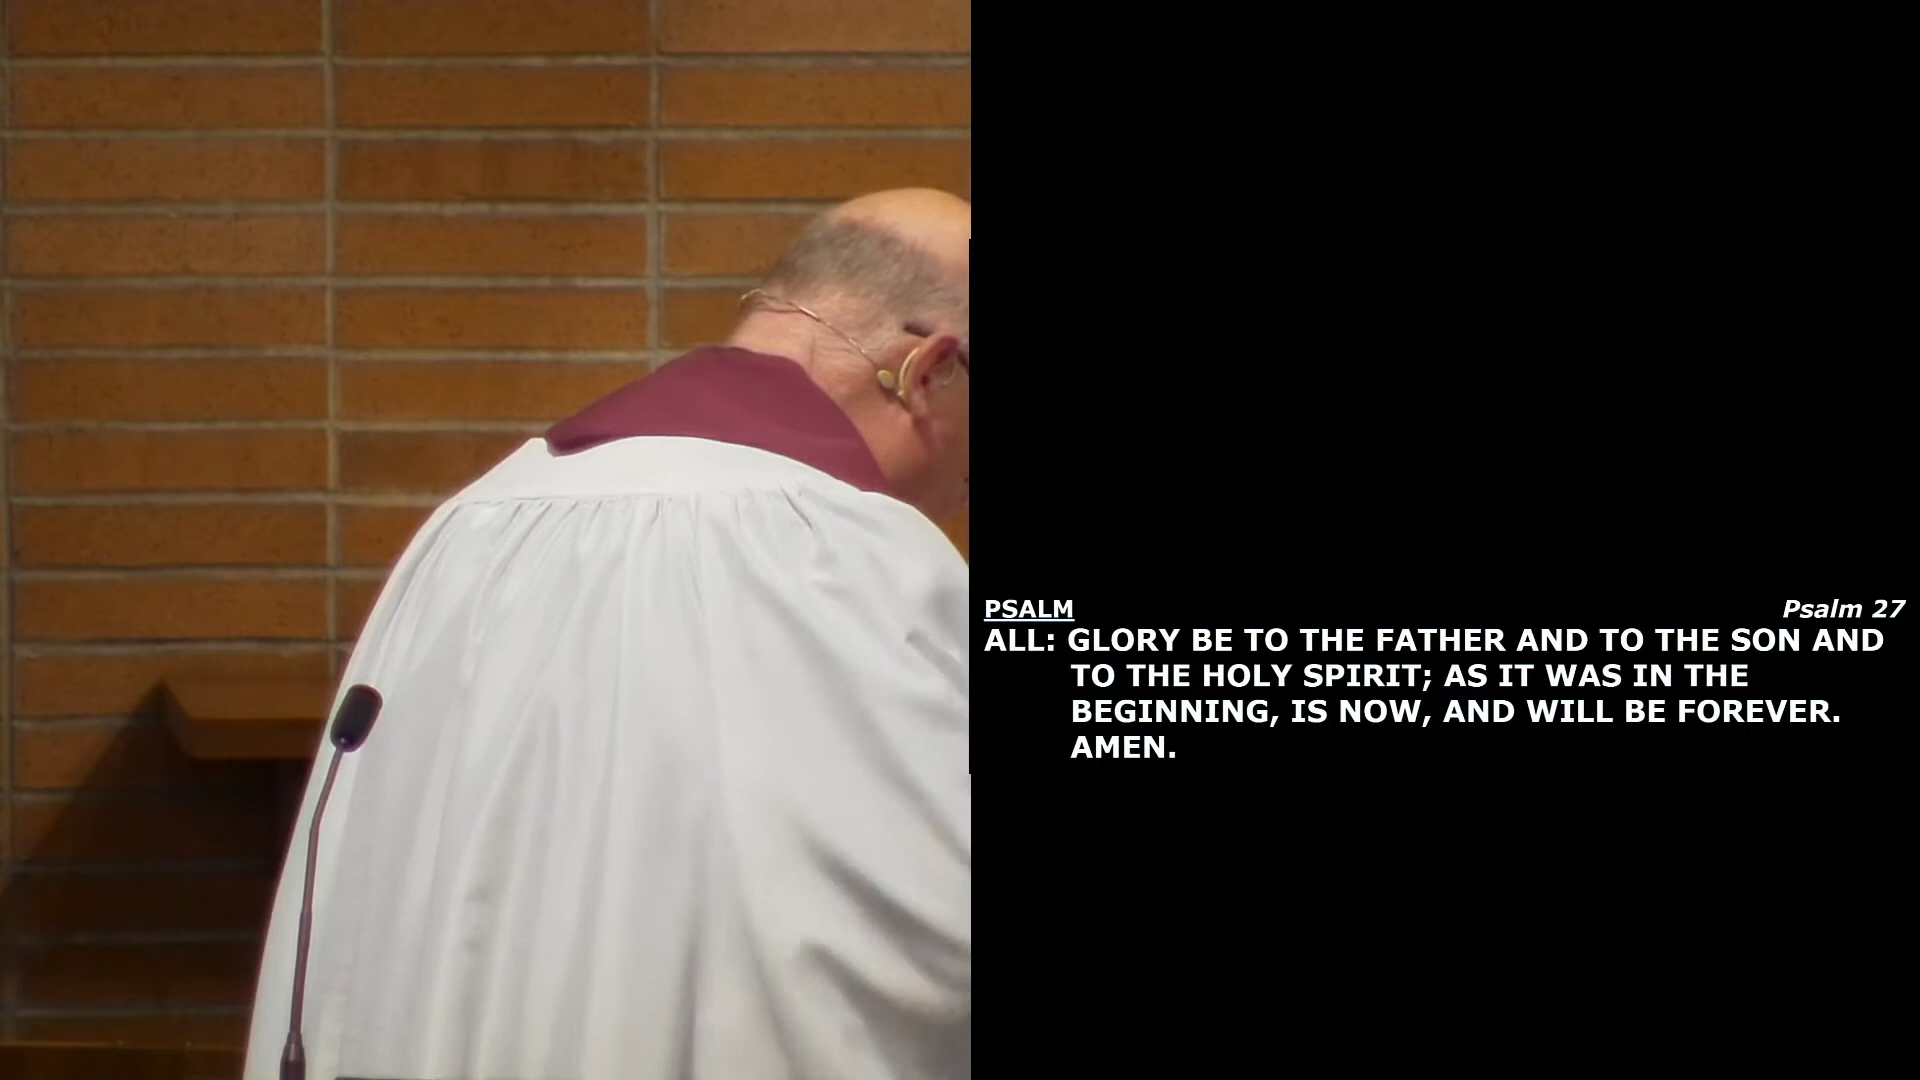 PSALM Psalm 27
ALL: GLORY BE TO THE FATHER AND TO THE SON AND
TO THE HOLY SPIRIT; AS IT WAS IN THE
BEGINNING, IS NOW, AND WILL BE FOREVER.
AMEN.